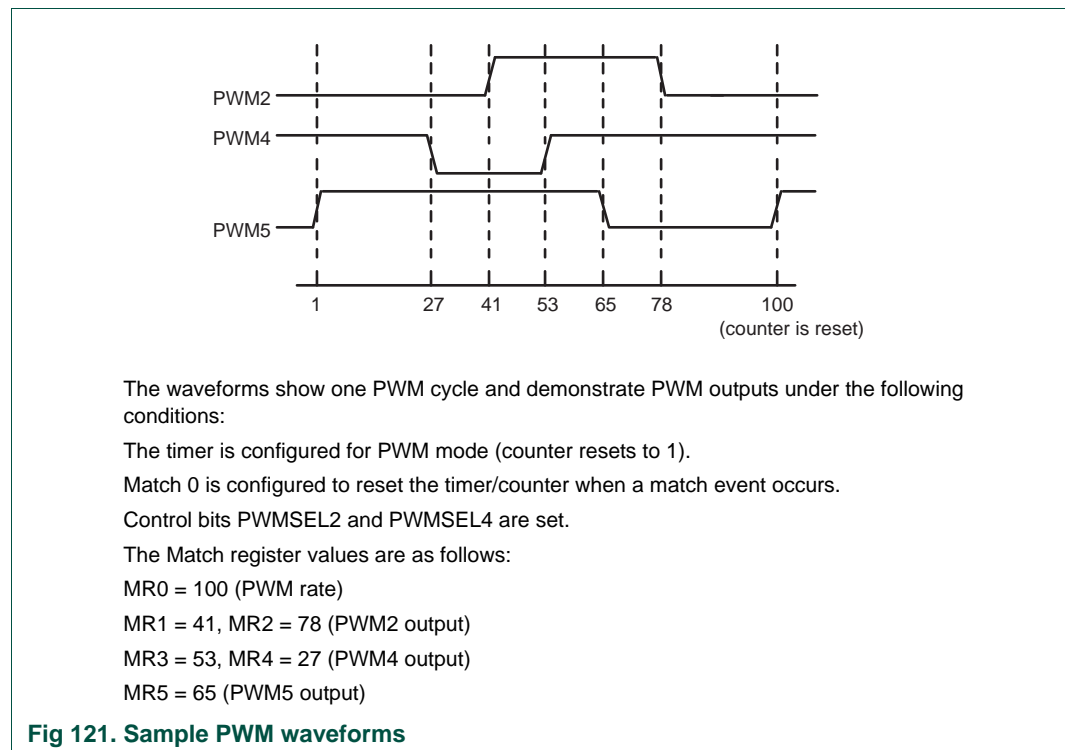 PWM2
PWM4
PWM5
1 27 41 53 65 78 100
(counter is reset)
The waveforms show one PWM cycle and demonstrate PWM outputs under the following
conditions:
The timer is configured for PWM mode (counter resets to 1).
Match 0 is configured to reset the timer/counter when a match event occurs.
Control bits PWMSEL2 and PWMSEL4 are set.
The Match register values are as follows:
MR0 = 100 (PWM rate)
MR1 = 41, MR2 = 78 (PWM2 output)
MR3 = 53, MR4 = 27 (PWM4 output)
MR5 = 65 (PWM5 output)
Fig 121. Sample PWM waveforms